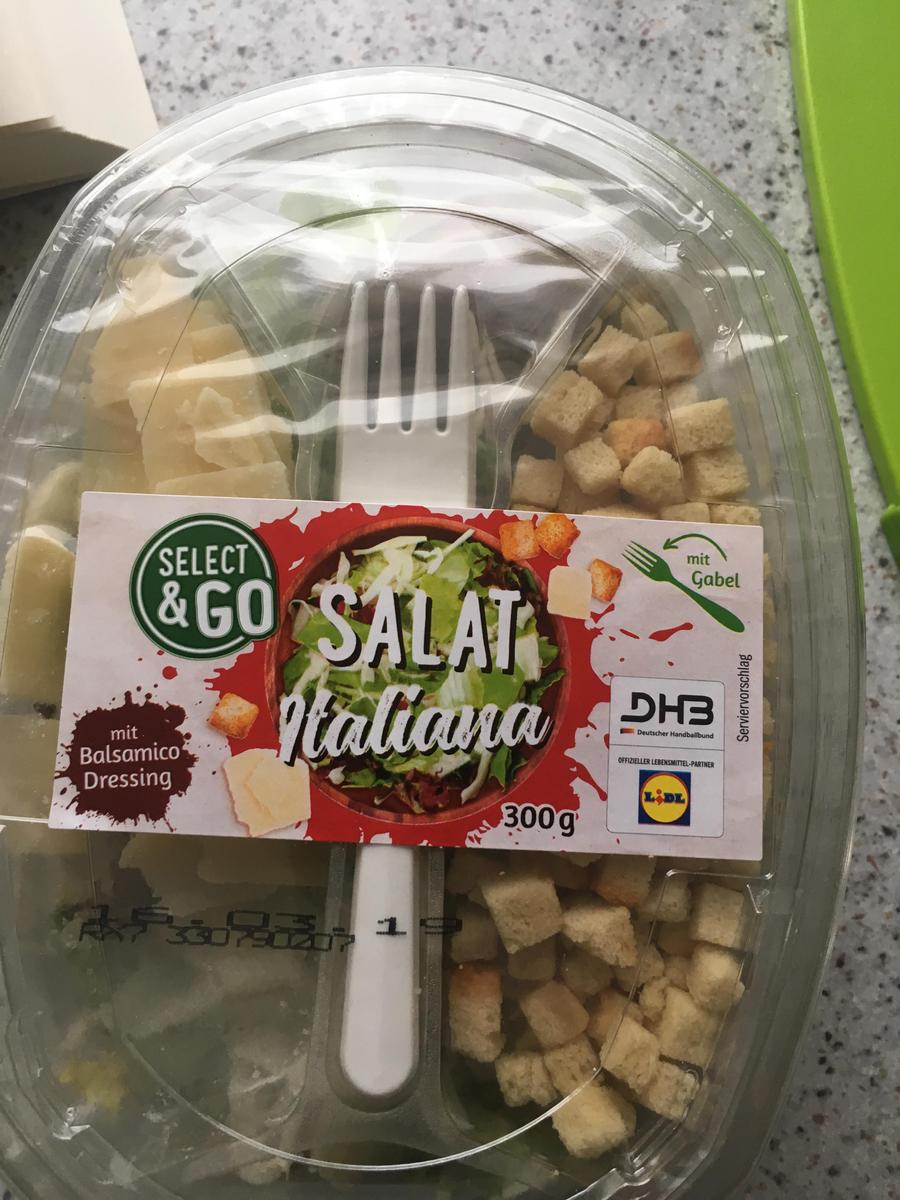 SELECT
& GO
SALAT
Italiana
mit
Gabel
mit
Balsamico
Dressing
300g
DHB
Deutscher Handballbund
OFFIZIELLER LEBENSMITTEL-PARTNER
LIDL
Serviervorschlag
16.03.19
330790207